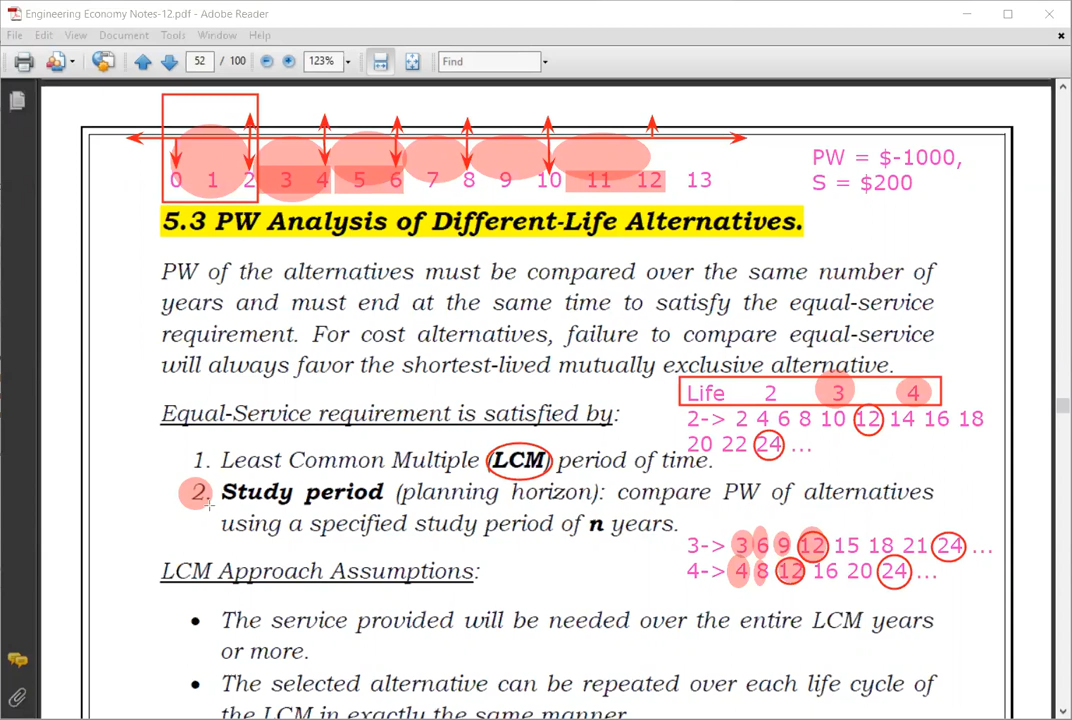 Engineering Economy Notes-12.pdf - Adobe Reader
File Edit View Document Tools Window Help
52 / 100 123% Find
0 1 2 3 4 5 6 7 8 9 10 11 12 13
PW = $-1000,
S = $200
5.3 PW Analysis of Different-Life Alternatives.
PW of the alternatives must be compared over the same number of
years and must end at the same time to satisfy the equal-service
requirement. For cost alternatives, failure to compare equal-service
will always favor the shortest-lived mutually exclusive alternative.
Life 2 3 4
Equal-Service requirement is satisfied by:
2-> 2 4 6 8 10 12 14 16 18
20 22 24 ...
1. Least Common Multiple (LCM) period of time.
2. Study period (planning horizon): compare PW of alternatives
using a specified study period of n years.
3-> 3 6 9 12 15 18 21 24 ...
4-> 4 8 12 16 20 24 ...
LCM Approach Assumptions:
• The service provided will be needed over the entire LCM years
or more.
• The selected alternative can be repeated over each life cycle of
the LCM in exactly the same manner.